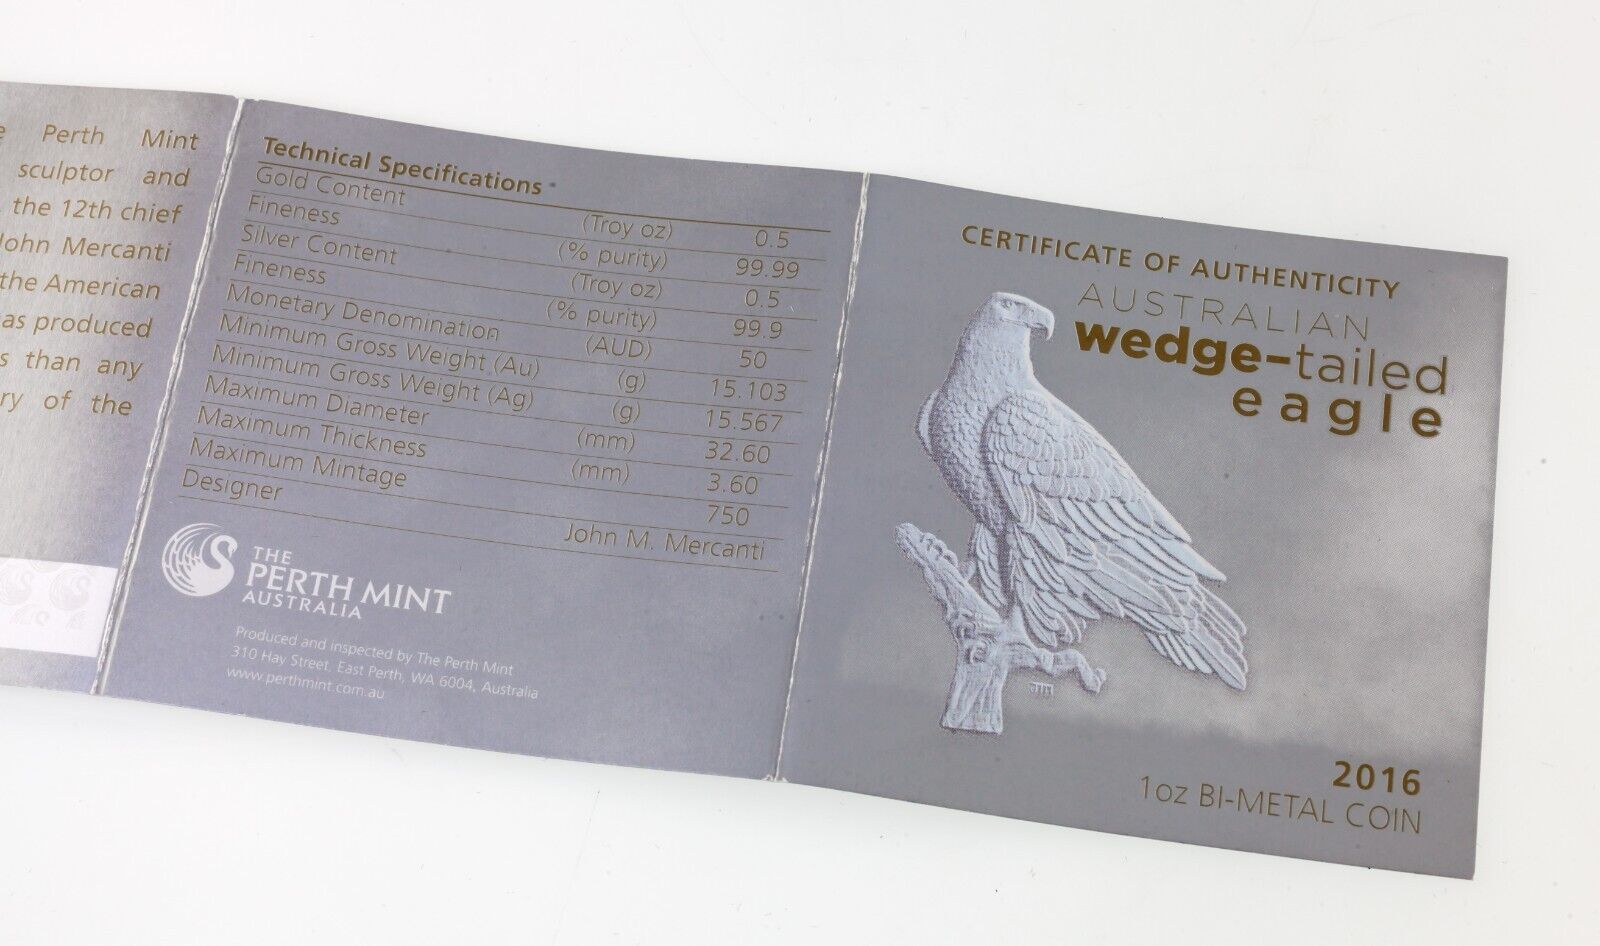 Perth Mint
sculptor and
the 12th chief
John Mercanti
the American
as produced
than any
of the
Technical Specifications
Gold Content (Troy oz) 0.5
Fineness (% purity) 99.99
Silver Content (Troy oz) 0.5
Fineness (% purity) 99.9
Monetary Denomination (AUD) 50
Minimum Gross Weight (Au) (g) 15.103
Minimum Gross Weight (Ag) (g) 15.567
Maximum Diameter (mm) 32.60
Maximum Thickness (mm) 3.60
Maximum Mintage 750
Designer John M. Mercanti
THE
PERTH MINT
AUSTRALIA
Produced and inspected by The Perth Mint
310 Hay Street, East Perth, WA 6004, Australia
www.perthmint.com.au
CERTIFICATE OF AUTHENTICITY
AUSTRALIAN
wedge-tailed
eagle
JMM
2016
1oz BI-METAL COIN